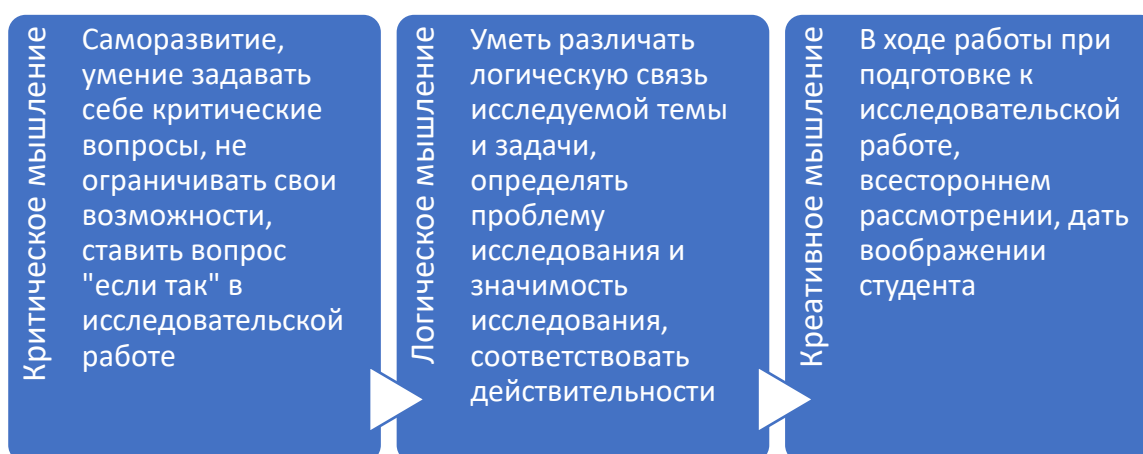 Критическое мышление
Саморазвитие,
умение задавать
себе критические
вопросы, не
ограничивать свои
возможности,
ставить вопрос
"если так" в
исследовательской
работе
Логическое мышление
Уметь различать
логическую связь
исследуемой темы
и задачи,
определять
проблему
исследования и
значимость
исследования,
соответствовать
действительности
Креативное мышление
В ходе работы при
подготовке к
исследовательской
работе,
всестороннем
рассмотрении, дать
воображении
студента